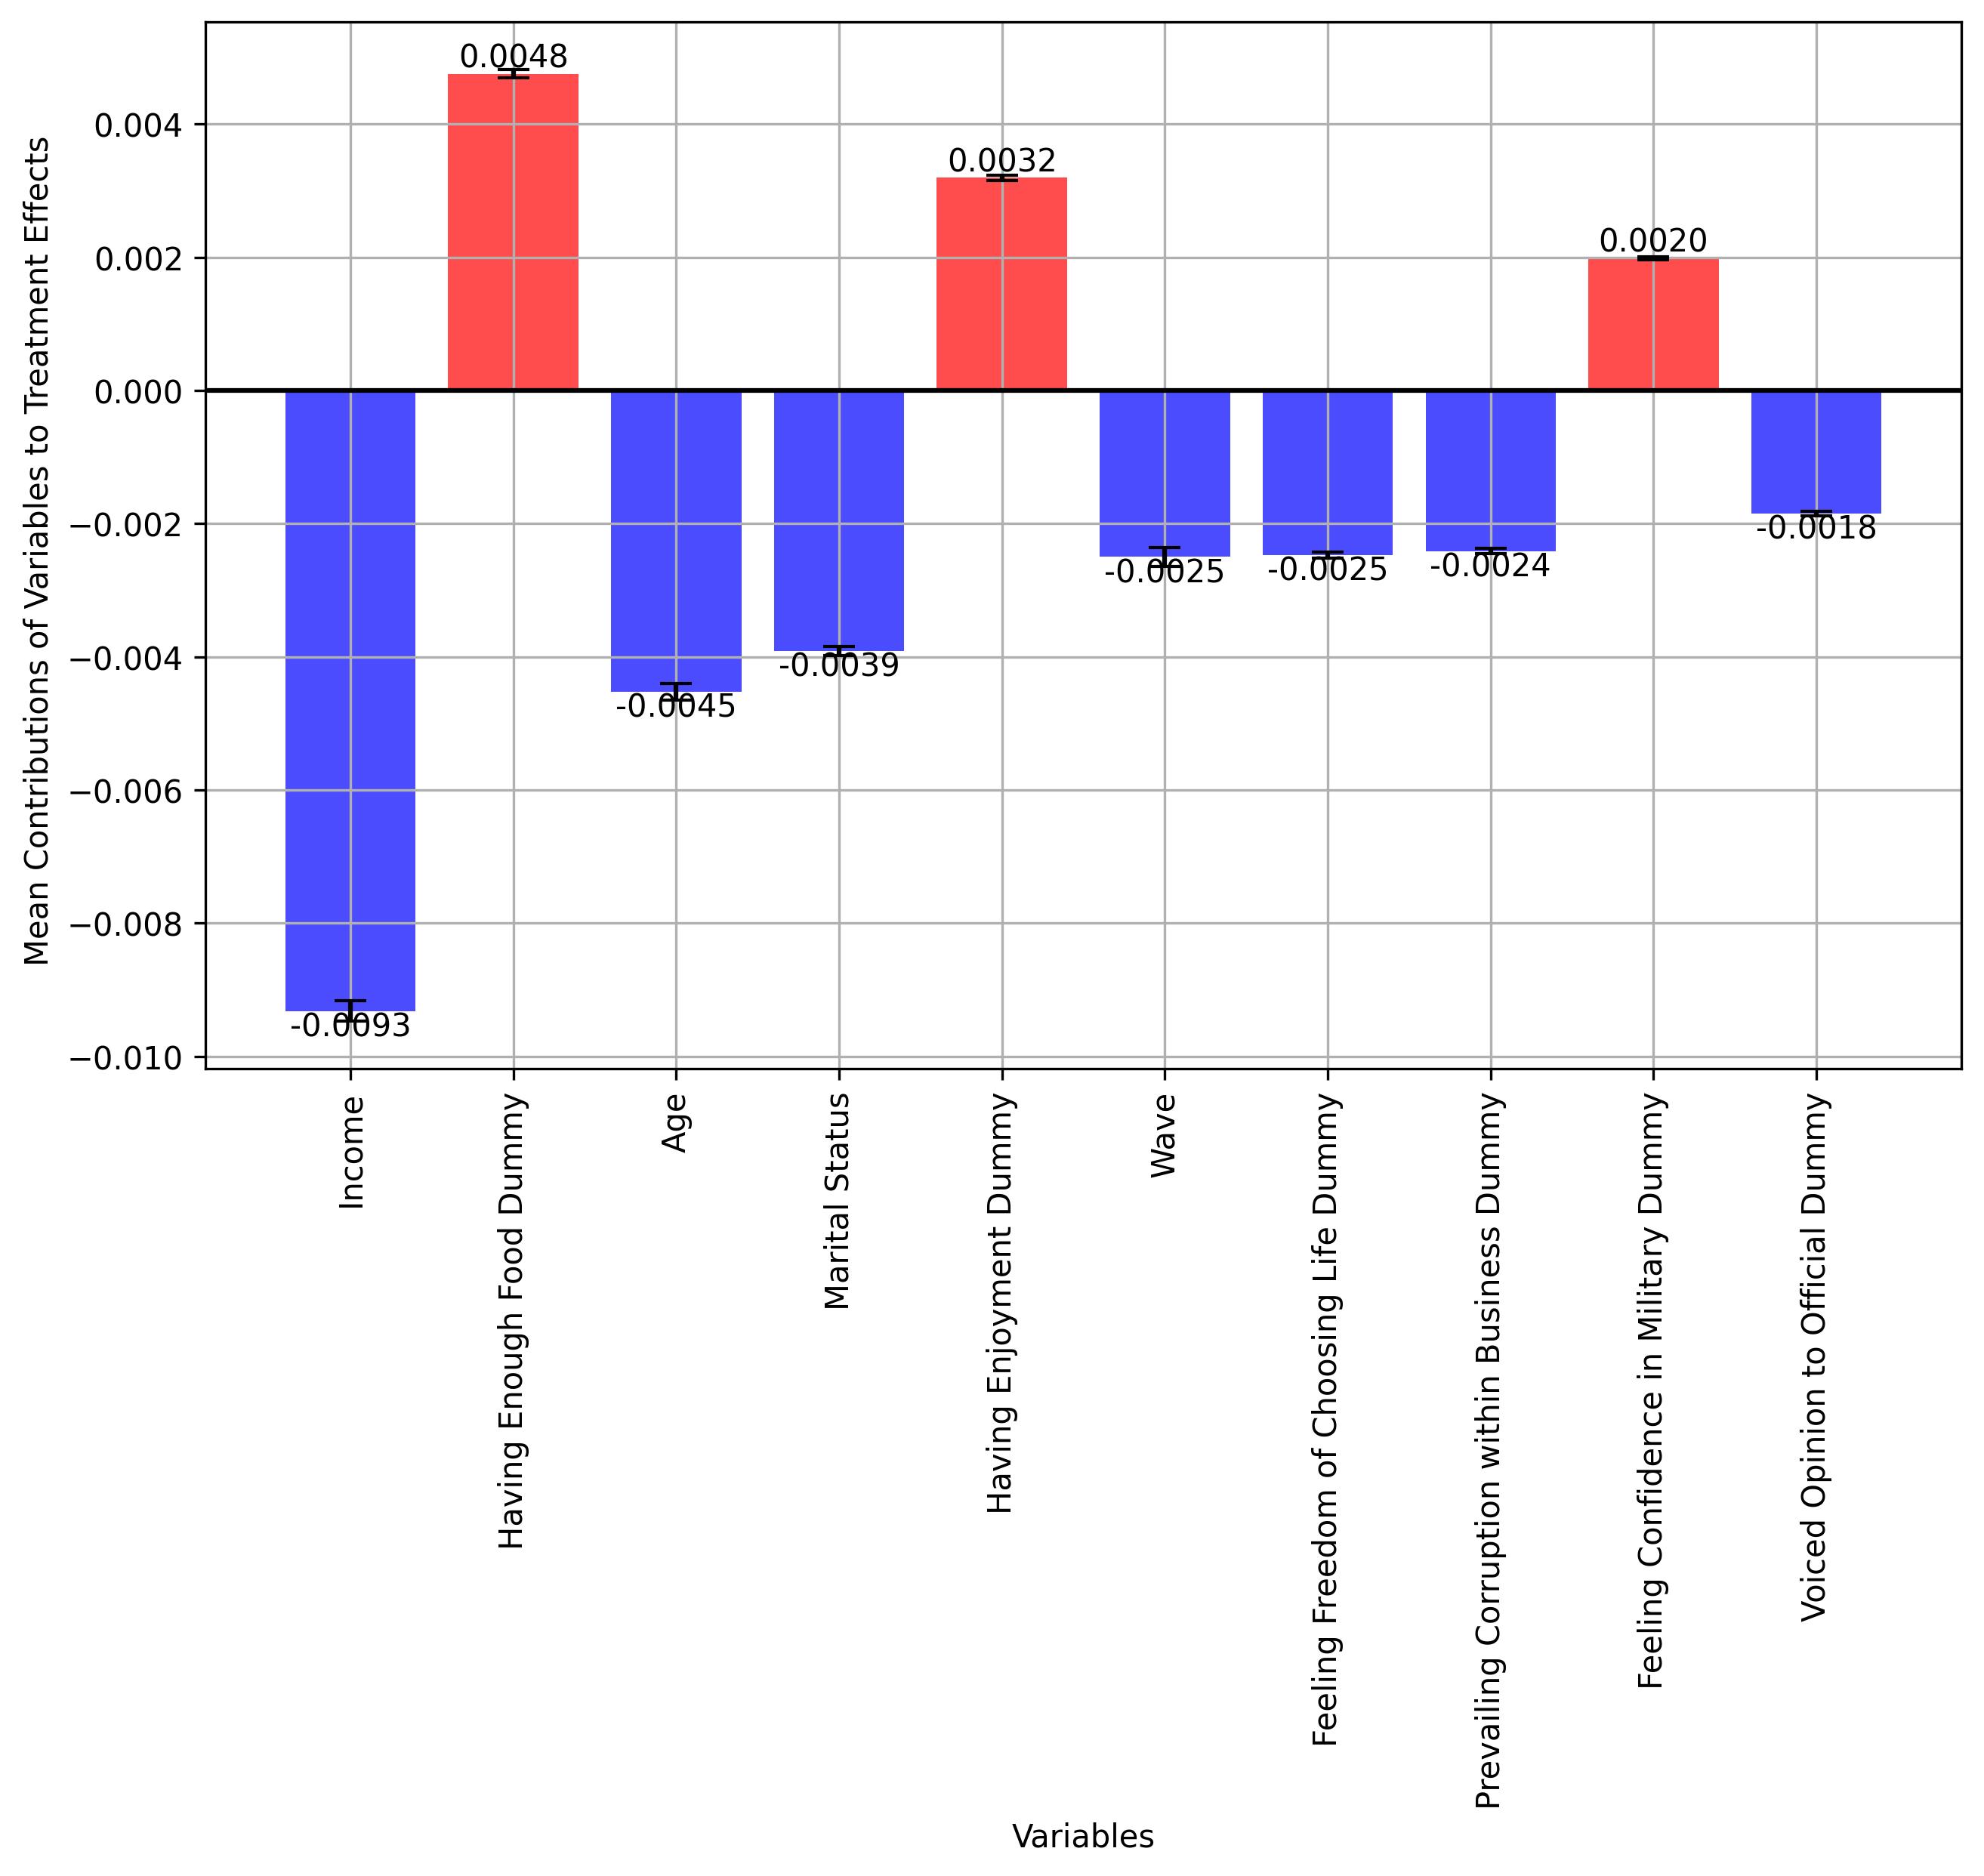 Mean Contributions of Variables to Treatment Effects
0.004
0.002
0.000
−0.002
−0.004
−0.006
−0.008
−0.010
-0.0093
0.0048
-0.0045
-0.0039
0.0032
-0.0025
-0.0025
-0.0024
0.0020
-0.0018
Income
Having Enough Food Dummy
Age
Marital Status
Having Enjoyment Dummy
Wave
Feeling Freedom of Choosing Life Dummy
Prevailing Corruption within Business Dummy
Feeling Confidence in Military Dummy
Voiced Opinion to Official Dummy
Variables